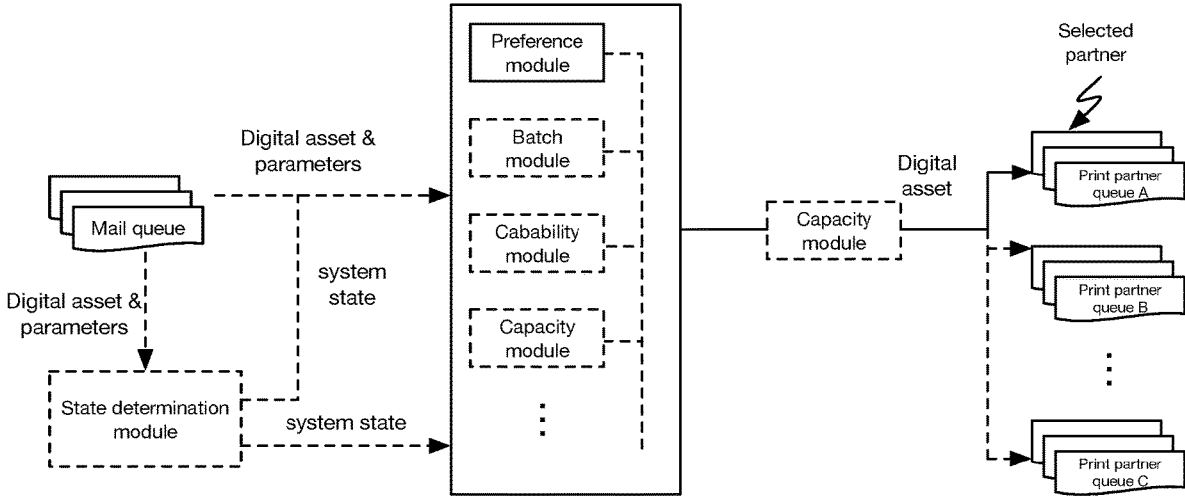 Mail queue
Digital asset &
parameters
State determination
module
Digital asset &
parameters
system
state
system state
Preference
module
Batch
module
Cabability
module
Capacity
module
Capacity
module
Digital
asset
Selected
partner
Print partner
queue A
Print partner
queue B
Print partner
queue C